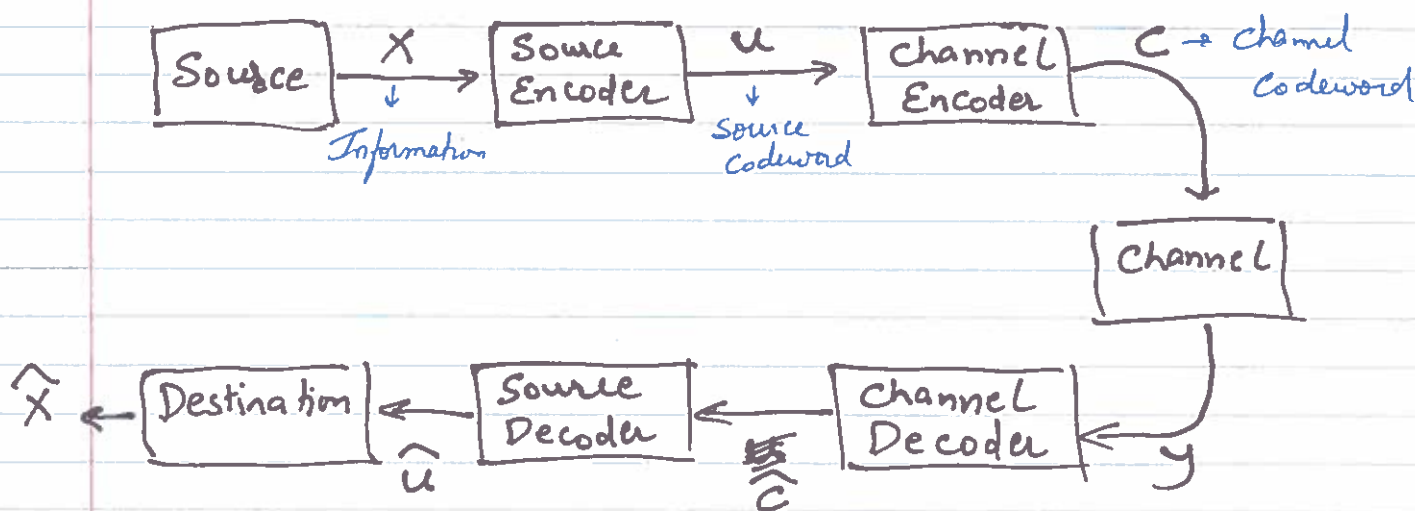 Source
X
↓
Information
Source
Encoder
u
↓
Source
Codeword
Channel
Encoder
C → Channel
Codeword
Channel
y
Channel
Decoder
ĉ
Source
Decoder
û
Destination
X̂